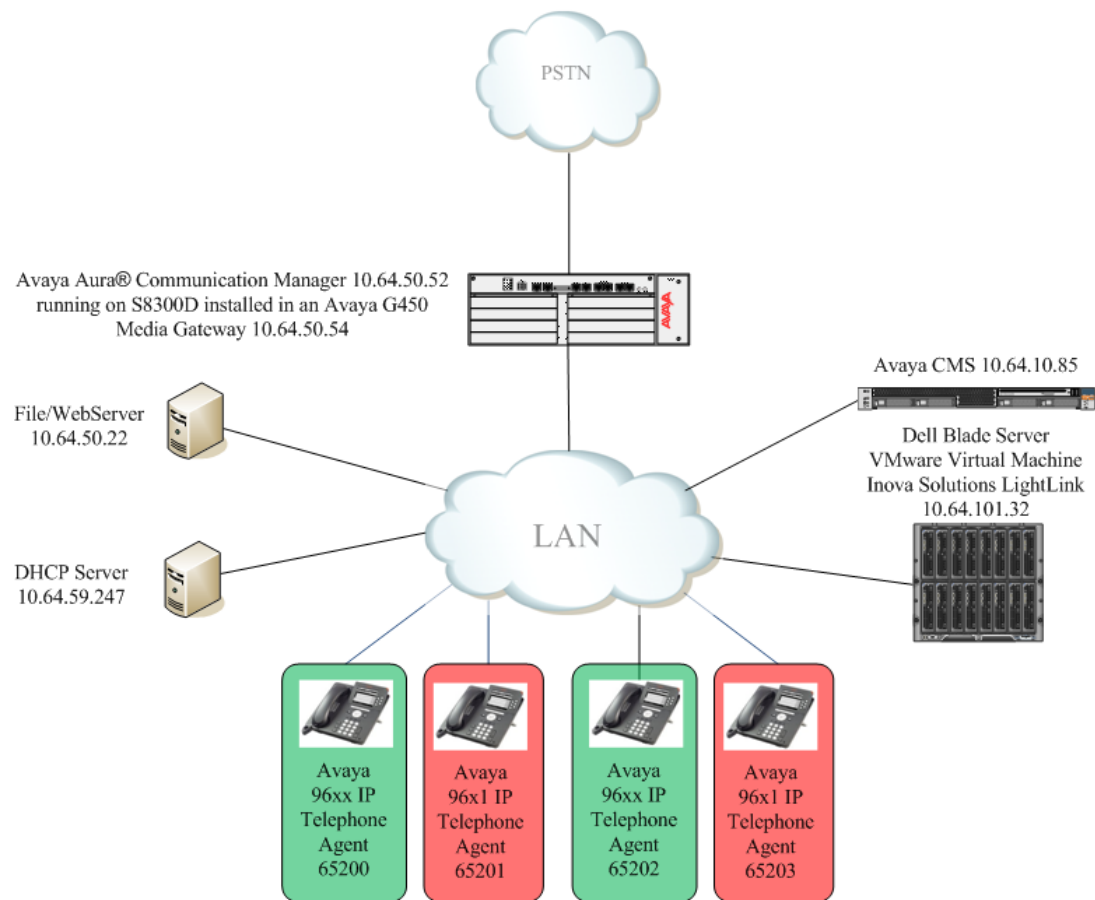 PSTN
Avaya Aura® Communication Manager 10.64.50.52
running on S8300D installed in an Avaya G450
Media Gateway 10.64.50.54
AVAYA
Avaya CMS 10.64.10.85
File/WebServer
10.64.50.22
Dell Blade Server
VMware Virtual Machine
Inova Solutions LightLink
10.64.101.32
LAN
DHCP Server
10.64.59.247
Avaya
96xx IP
Telephone
Agent
65200
Avaya
96x1 IP
Telephone
Agent
65201
Avaya
96xx IP
Telephone
Agent
65202
Avaya
96x1 IP
Telephone
Agent
65203